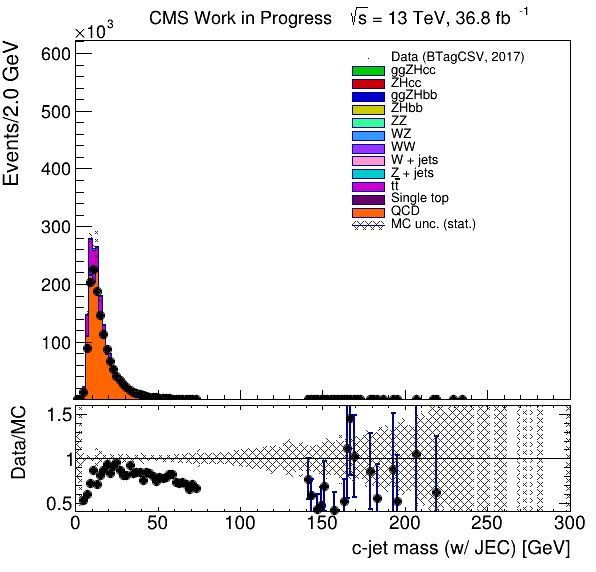 CMS Work in Progress √s = 13 TeV, 36.8 fb⁻¹
×10³
Events/2.0 GeV
600
500
400
300
200
100
Data (BTagCSV, 2017)
ggZHcc
ZHcc
ggZHbb
ZHbb
ZZ
WZ
WW
W + jets
Z + jets
tt̅
Single top
QCD
MC unc. (stat.)
Data/MC
1.5
1
0.5
0 50 100 150 200 250 300
c-jet mass (w/ JEC) [GeV]